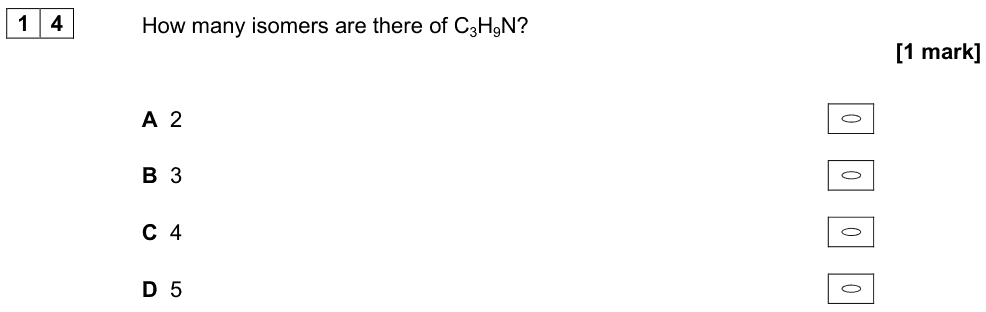 1 4 How many isomers are there of C₃H₉N?
[1 mark]
A 2
B 3
C 4
D 5